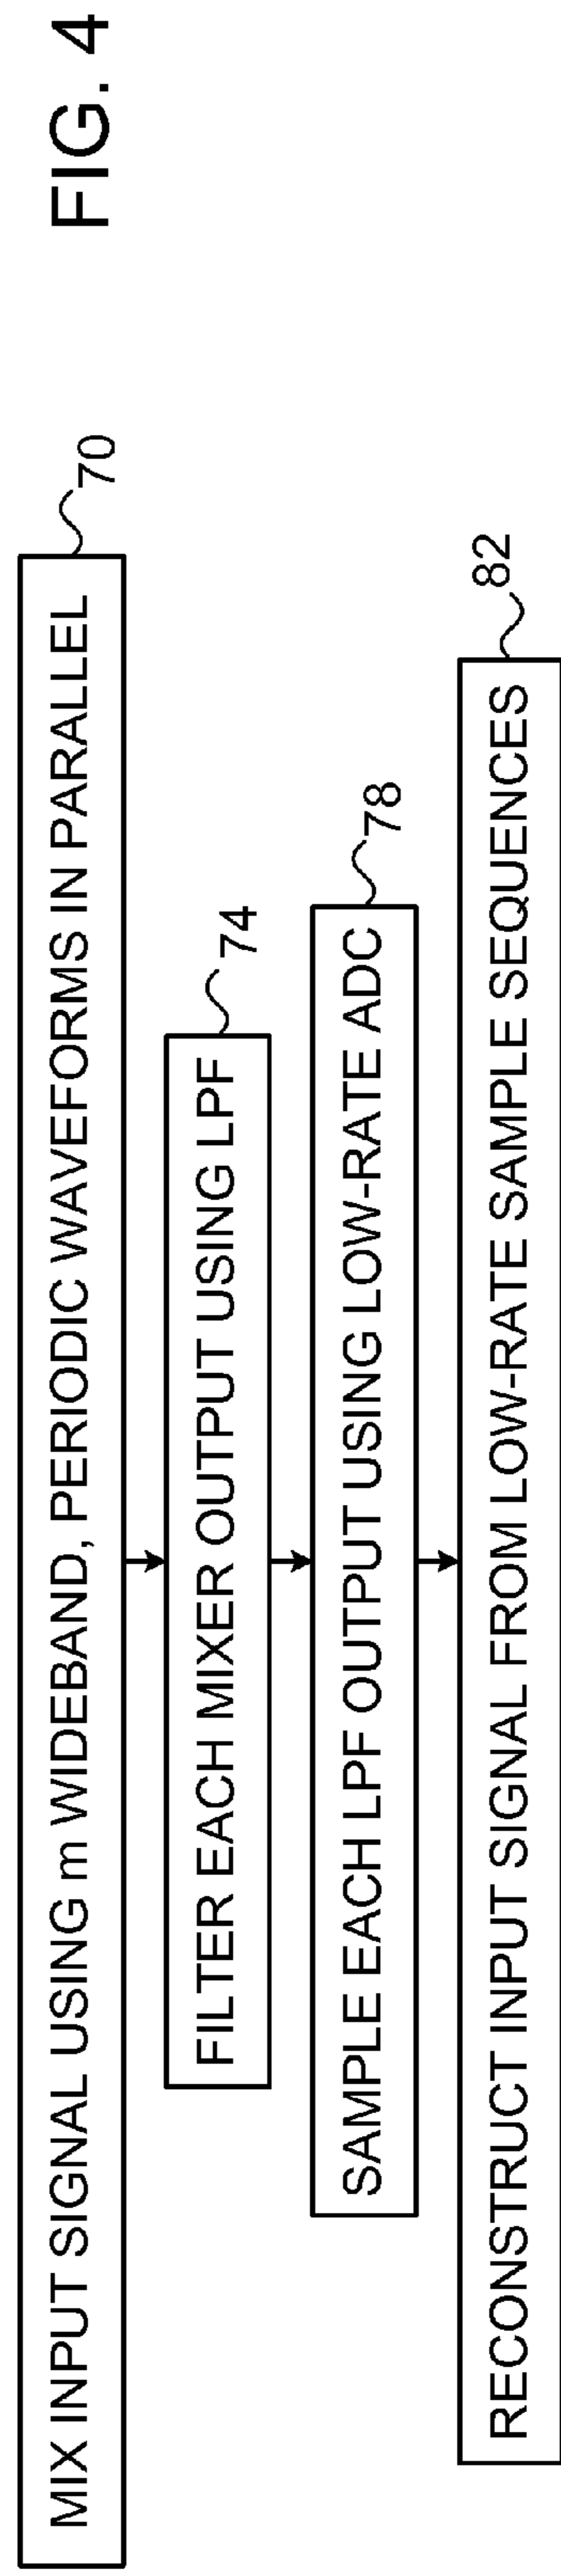 FIG. 4
MIX INPUT SIGNAL USING m WIDEBAND, PERIODIC WAVEFORMS IN PARALLEL
70
FILTER EACH MIXER OUTPUT USING LPF
74
SAMPLE EACH LPF OUTPUT USING LOW-RATE ADC
78
RECONSTRUCT INPUT SIGNAL FROM LOW-RATE SAMPLE SEQUENCES
82